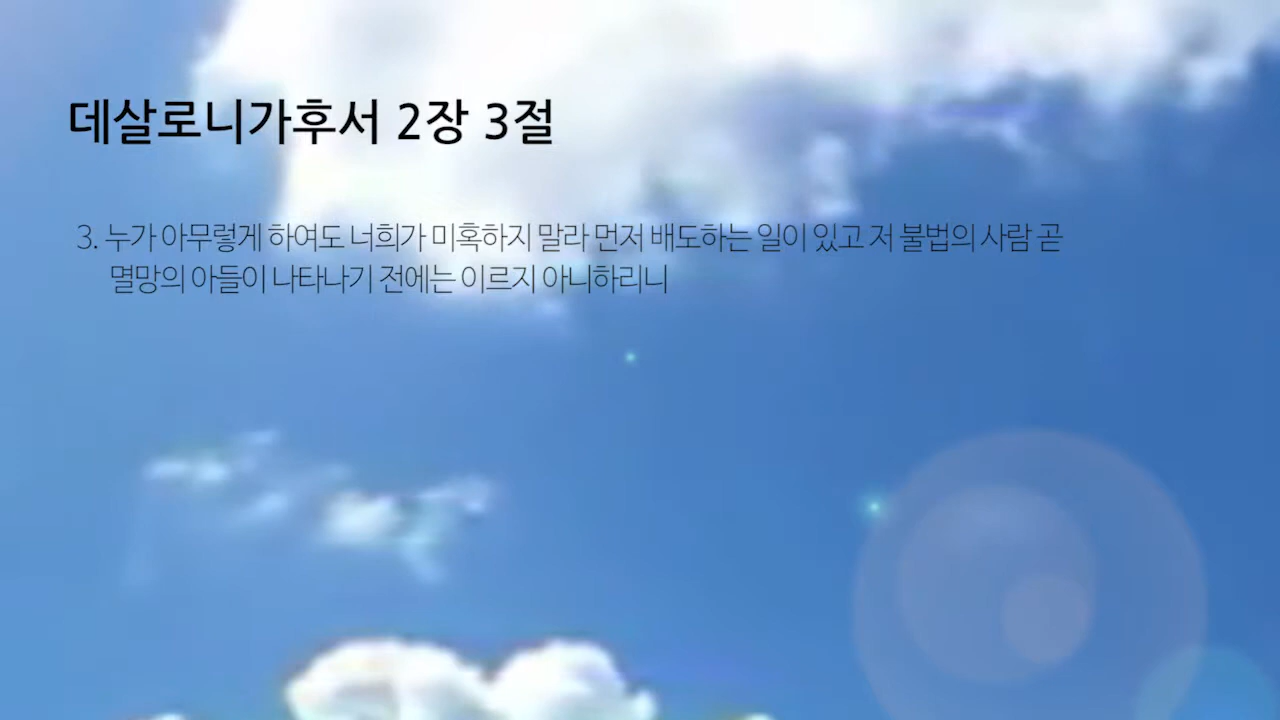 데살로니가후서 2장 3절
3. 누가 아무렇게 하여도 너희가 미혹하지 말라 먼저 배도하는 일이 있고 저 불법의 사람 곧
멸망의 아들이 나타나기 전에는 이르지 아니하리니